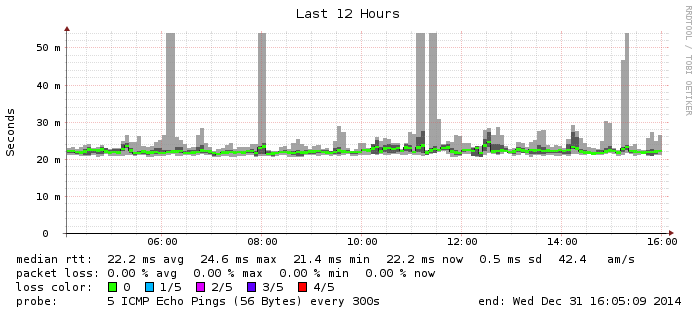 Last 12 Hours
RRDTOOL / TOBI OETIKER
Seconds
50 m
40 m
30 m
20 m
10 m
0
06:00 08:00 10:00 12:00 14:00 16:00
median rtt: 22.2 ms avg 24.6 ms max 21.4 ms min 22.2 ms now 0.5 ms sd 42.4 am/s
packet loss: 0.00 % avg 0.00 % max 0.00 % min 0.00 % now
loss color: 0 1/5 2/5 3/5 4/5
probe: 5 ICMP Echo Pings (56 Bytes) every 300s end: Wed Dec 31 16:05:09 2014